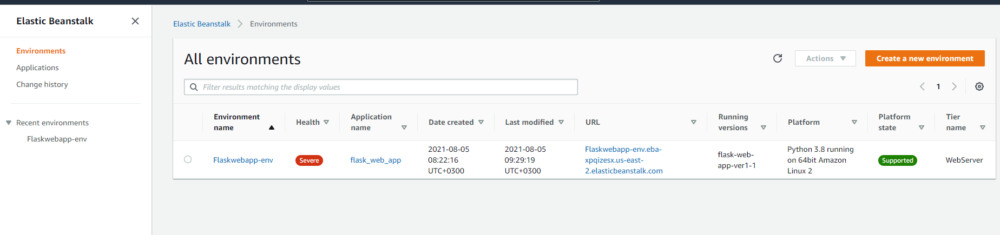 Elastic Beanstalk
Environments
Applications
Change history
Recent environments
Flaskwebapp-env
Elastic Beanstalk
Environments
All environments
Actions
Create a new environment
Filter results matching the display values
1
Environment
name
Health
Application
name
Date created
Last modified
URL
Running
versions
Platform
Platform
state
Tier
name
Flaskwebapp-env
Severe
flask_web_app
2021-08-05
08:22:16
UTC+0300
2021-08-05
09:29:19
UTC+0300
Flaskwebapp-env.eba-
xpqizesx.us-east-
2.elasticbeanstalk.com
flask-web-
app-ver1-1
Python 3.8 running
on 64bit Amazon
Linux 2
Supported
WebServer